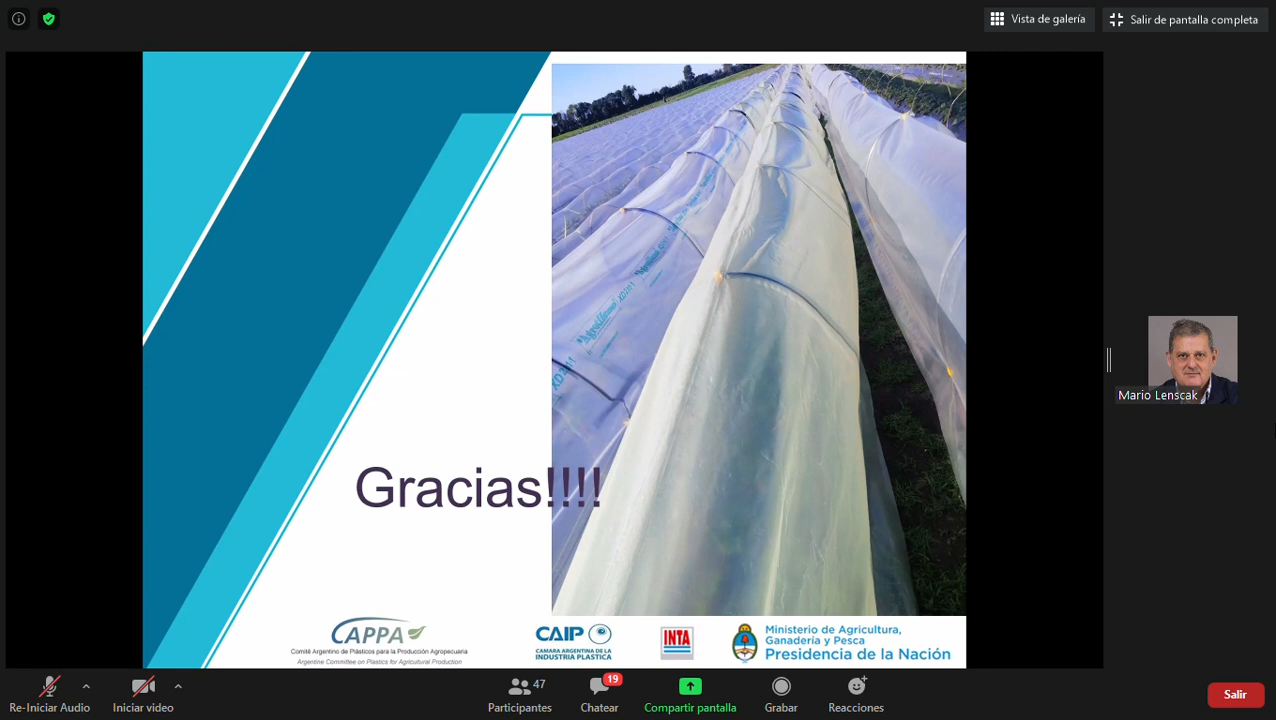 Vista de galería
Salir de pantalla completa
XD2011 "Agrofilmo"
XD2011
Gracias!!!!
Mario Lenscak
CAPPA
Comité Argentino de Plásticos para la Producción Agropecuaria
Argentine Committee on Plastics for Agricultural Production
CAIP
CAMARA ARGENTINA DE LA
INDUSTRIA PLASTICA
INTA
Ministerio de Agricultura,
Ganadería y Pesca
Presidencia de la Nación
Re-Iniciar Audio
Iniciar video
47
Participantes
19
Chatear
Compartir pantalla
Grabar
Reacciones
Salir